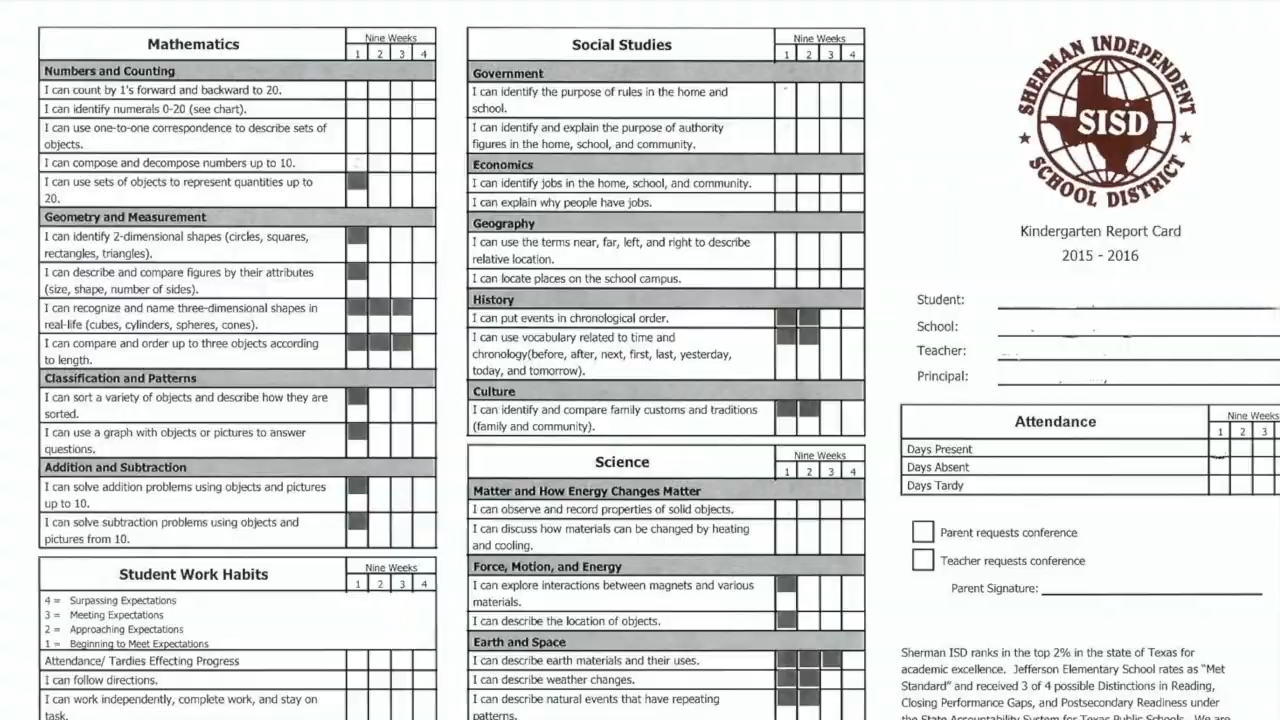 Mathematics
Nine Weeks
1 2 3 4
Numbers and Counting
I can count by 1's forward and backward to 20.
I can identify numerals 0-20 (see chart).
I can use one-to-one correspondence to describe sets of
objects.
I can compose and decompose numbers up to 10.
I can use sets of objects to represent quantities up to
20.
Geometry and Measurement
I can identify 2-dimensional shapes (circles, squares,
rectangles, triangles).
I can describe and compare figures by their attributes
(size, shape, number of sides).
I can recognize and name three-dimensional shapes in
real-life (cubes, cylinders, spheres, cones).
I can compare and order up to three objects according
to length.
Classification and Patterns
I can sort a variety of objects and describe how they are
sorted.
I can use a graph with objects or pictures to answer
questions.
Addition and Subtraction
I can solve addition problems using objects and pictures
up to 10.
I can solve subtraction problems using objects and
pictures from 10.
Student Work Habits
Nine Weeks
1 2 3 4
4 = Surpassing Expectations
3 = Meeting Expectations
2 = Approaching Expectations
1 = Beginning to Meet Expectations
Attendance/ Tardies Effecting Progress
I can follow directions.
I can work independently, complete work, and stay on
task.
Social Studies
Nine Weeks
1 2 3 4
Government
I can identify the purpose of rules in the home and
school.
I can identify and explain the purpose of authority
figures in the home, school, and community.
Economics
I can identify jobs in the home, school, and community.
I can explain why people have jobs.
Geography
I can use the terms near, far, left, and right to describe
relative location.
I can locate places on the school campus.
History
I can put events in chronological order.
I can use vocabulary related to time and
chronology(before, after, next, first, last, yesterday,
today, and tomorrow).
Culture
I can identify and compare family customs and traditions
(family and community).
Science
Nine Weeks
1 2 3 4
Matter and How Energy Changes Matter
I can observe and record properties of solid objects.
I can discuss how materials can be changed by heating
and cooling.
Force, Motion, and Energy
I can explore interactions between magnets and various
materials.
I can describe the location of objects.
Earth and Space
I can describe earth materials and their uses.
I can describe weather changes.
I can describe natural events that have repeating
patterns.
SHERMAN INDEPENDENT
SISD
SCHOOL DISTRICT
Kindergarten Report Card
2015 - 2016
Student:
School:
Teacher:
Principal:
Attendance
Nine Weeks
1 2 3
Days Present
Days Absent
Days Tardy
Parent requests conference
Teacher requests conference
Parent Signature:
Sherman ISD ranks in the top 2% in the state of Texas for
academic excellence. Jefferson Elementary School rates as "Met
Standard" and received 3 of 4 possible Distinctions in Reading,
Closing Performance Gaps, and Postsecondary Readiness under
the State Accountability System for Texas Public Schools. We are